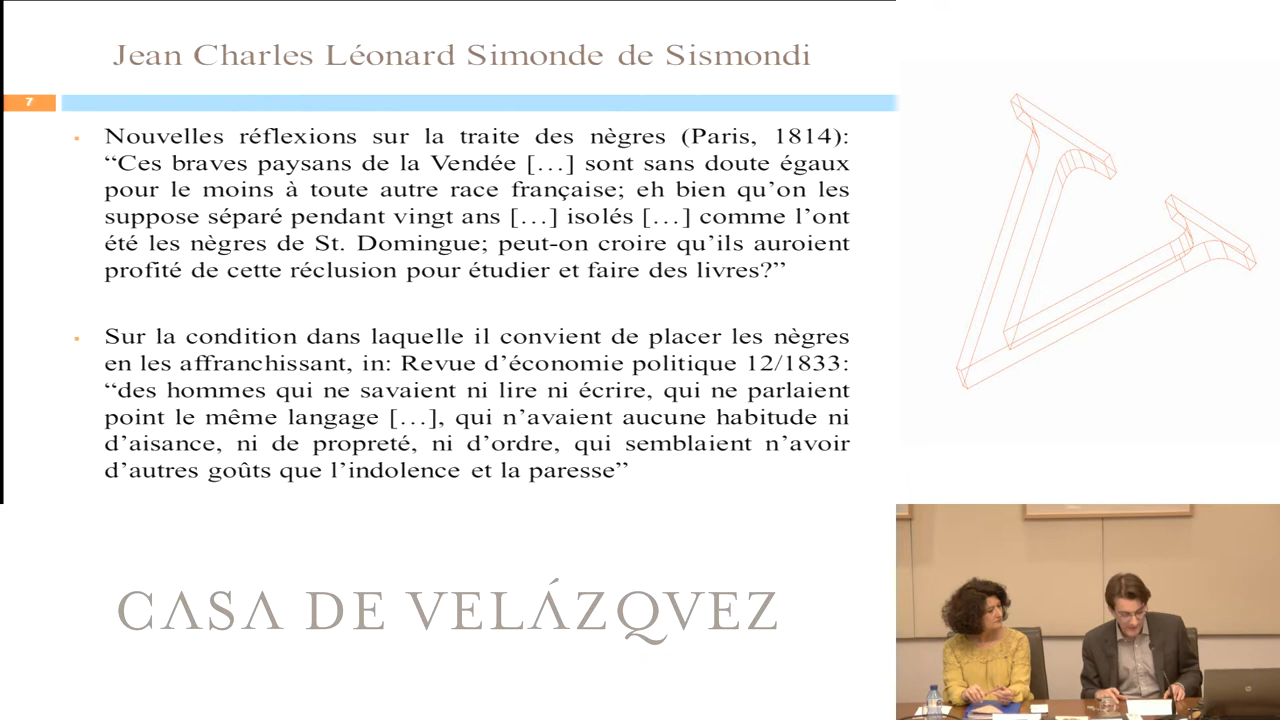 Jean Charles Léonard Simonde de Sismondi
7
Nouvelles réflexions sur la traite des nègres (Paris, 1814):
“Ces braves paysans de la Vendée […] sont sans doute égaux
pour le moins à toute autre race française; eh bien qu’on les
suppose séparé pendant vingt ans […] isolés […] comme l’ont
été les nègres de St. Domingue; peut-on croire qu’ils auroient
profité de cette réclusion pour étudier et faire des livres?”
Sur la condition dans laquelle il convient de placer les nègres
en les affranchissant, in: Revue d’économie politique 12/1833:
“des hommes qui ne savaient ni lire ni écrire, qui ne parlaient
point le même langage […], qui n’avaient aucune habitude ni
d’aisance, ni de propreté, ni d’ordre, qui semblaient n’avoir
d’autres goûts que l’indolence et la paresse”
CASA DE VELÁZQVEZ